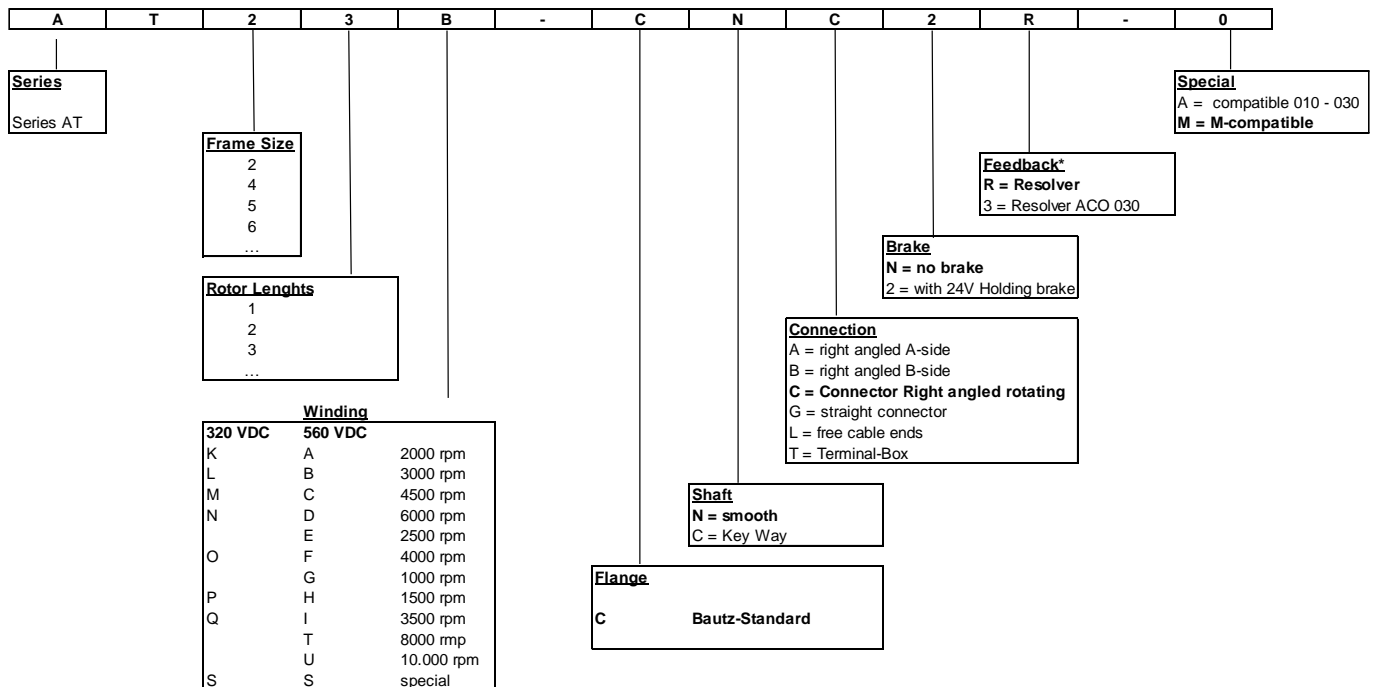 A T 2 3 B - C N C 2 R - 0
Series
Series AT
Special
A = compatible 010 - 030
M = M-compatible
Frame Size
2
4
5
6
...
Feedback*
R = Resolver
3 = Resolver ACO 030
Brake
N = no brake
2 = with 24V Holding brake
Rotor Lenghts
1
2
3
...
Connection
A = right angled A-side
B = right angled B-side
C = Connector Right angled rotating
G = straight connector
L = free cable ends
T = Terminal-Box
Winding
320 VDC 560 VDC
K A 2000 rpm
L B 3000 rpm
M C 4500 rpm
N D 6000 rpm
E 2500 rpm
O F 4000 rpm
G 1000 rpm
P H 1500 rpm
Q I 3500 rpm
T 8000 rmp
U 10.000 rpm
S S special
Shaft
N = smooth
C = Key Way
Flange
C Bautz-Standard